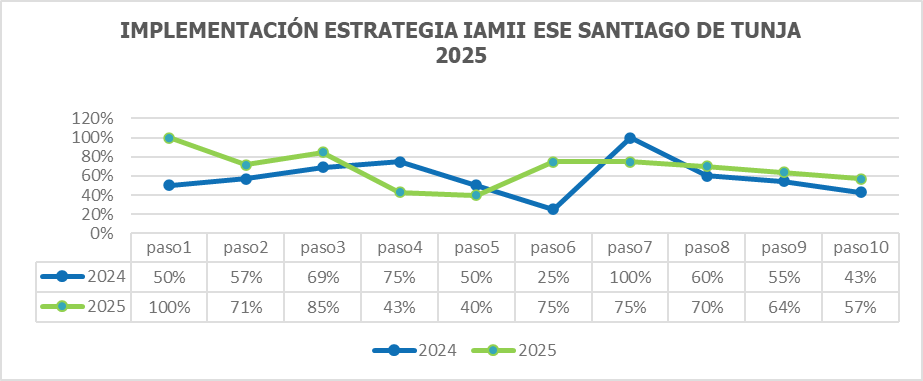 IMPLEMENTACIÓN ESTRATEGIA IAMII ESE SANTIAGO DE TUNJA
2025
120%
100%
80%
60%
40%
20%
0%
paso1 paso2 paso3 paso4 paso5 paso6 paso7 paso8 paso9 paso10
2024 50% 57% 69% 75% 50% 25% 100% 60% 55% 43%
2025 100% 71% 85% 43% 40% 75% 75% 70% 64% 57%
2024 2025